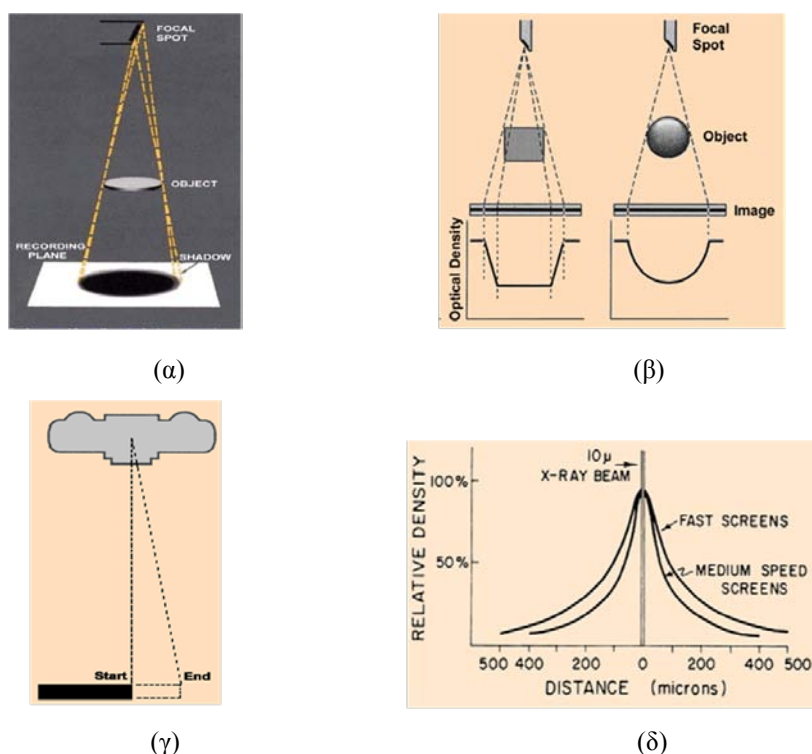 FOCAL
SPOT
OBJECT
RECORDING
PLANE
SHADOW
(α)
Focal
Spot
Object
Image
Optical Density
(β)
Start
End
(γ)
RELATIVE DENSITY
100%
50%
10μ
X-RAY BEAM
FAST SCREENS
MEDIUM SPEED
SCREENS
500 400 200 0 200 400 500
DISTANCE (microns)
(δ)